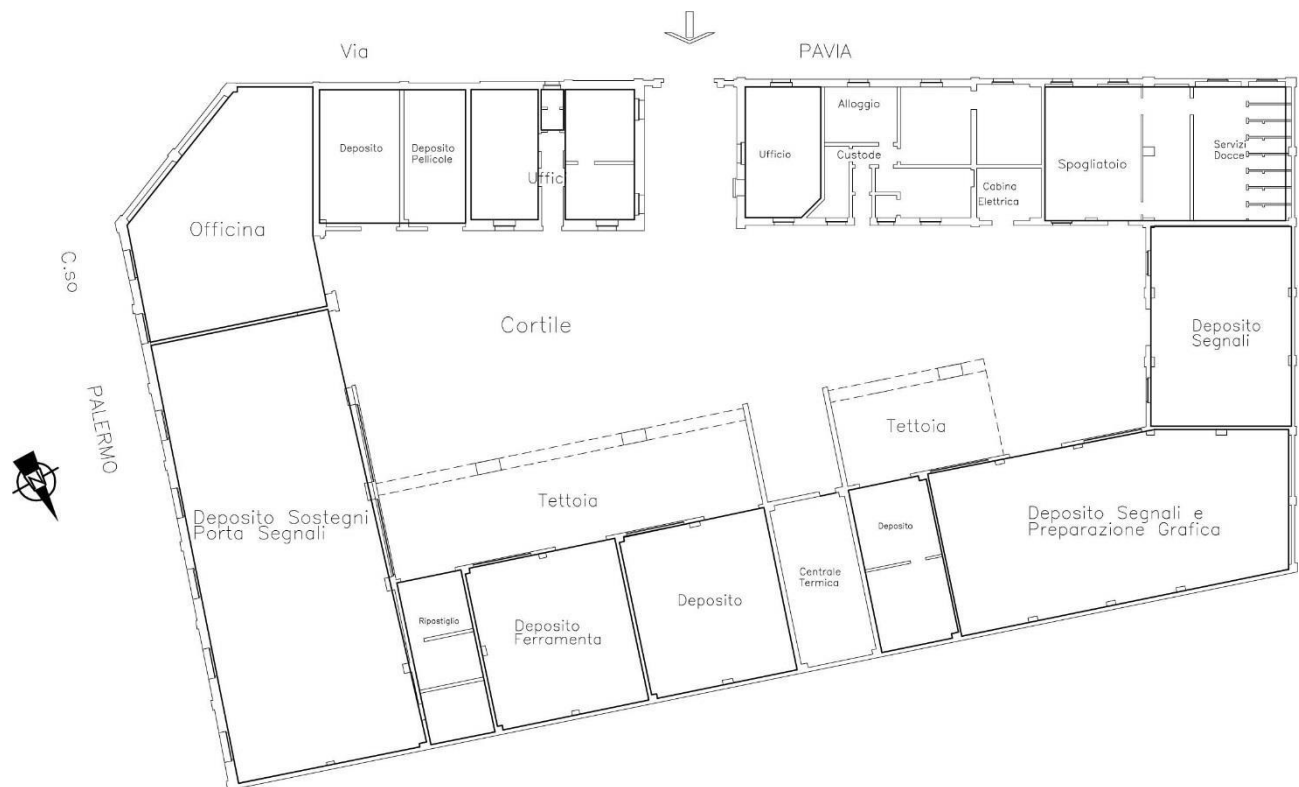 Via
PAVIA
Deposito
Deposito
Pellicole
Uffici
Ufficio
Alloggio
Custode
Cabina
Elettrica
Spogliatoio
Servizi
Docce
Officina
C.so
PALERMO
Cortile
Deposito
Segnali
Tettoia
Tettoia
N
Deposito Sostegni
Porta Segnali
Deposito Segnali e
Preparazione Grafica
Deposito
Centrale
Termica
Deposito
Ripostiglio
Deposito
Ferramenta